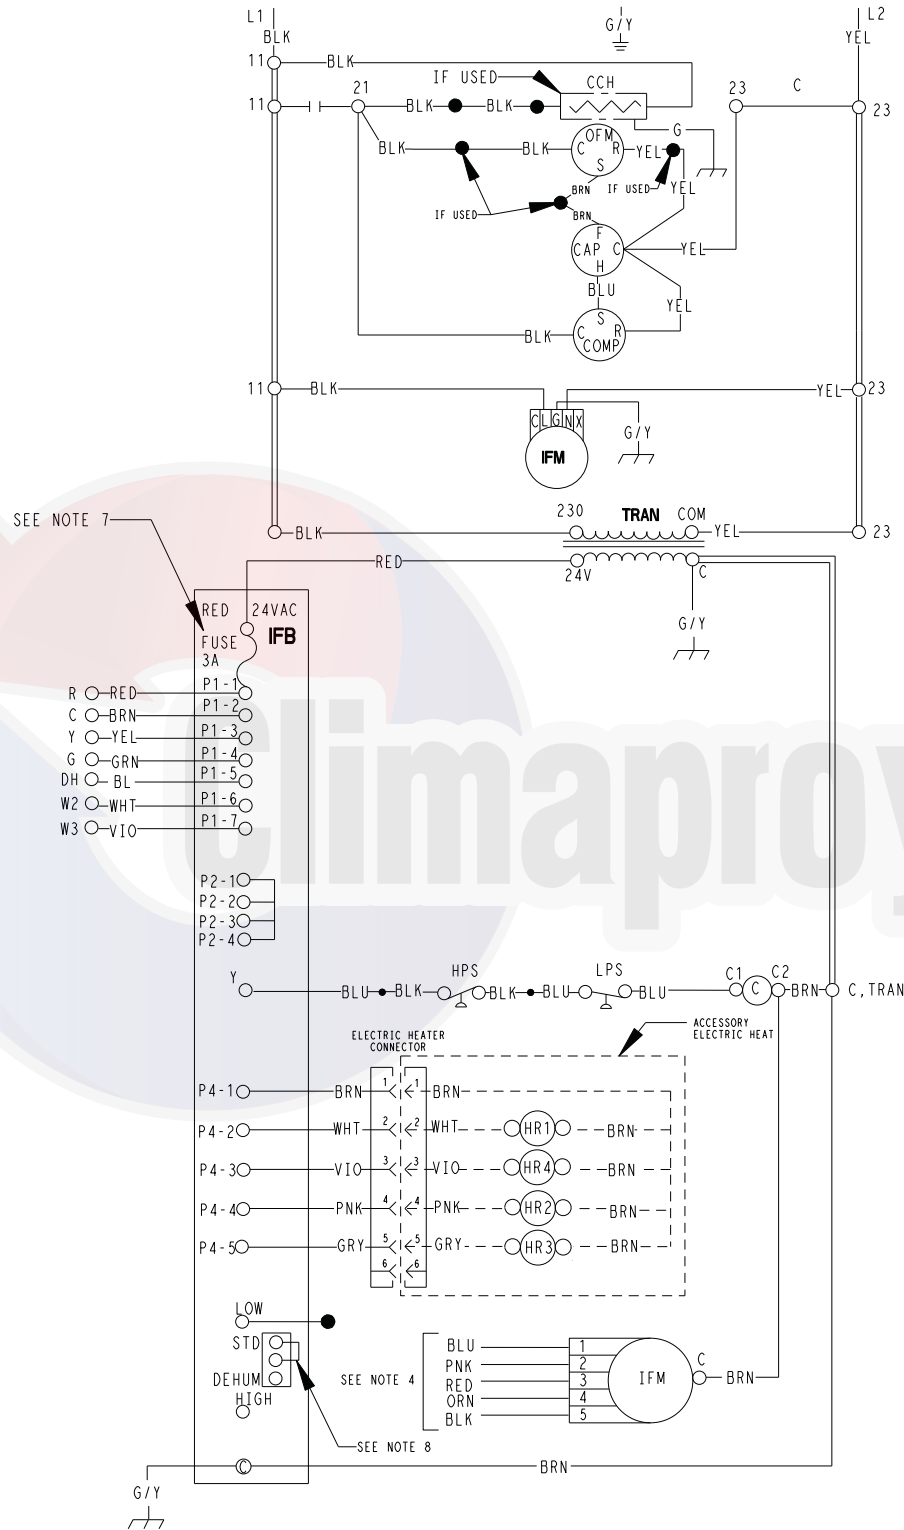 L1
G/Y
L2
BLK
YEL
11
BLK
IF USED
CCH
21
23
C
11
BLK
BLK
23
G
OFM
BLK
BLK
C
R
YEL
S
BRN
IF USED
YEL
IF USED
BRN
F
CAP
C
YEL
H
BLU
YEL
S
BLK
C
R
COMP
11
BLK
YEL
23
C L G N X
G/Y
IFM
230
TRAN
COM
SEE NOTE 7
BLK
YEL
23
RED
24V
C
RED
24VAC
G/Y
FUSE
3A
IFB
R
RED
P1-1
C
BRN
P1-2
Y
YEL
P1-3
G
GRN
P1-4
DH
BL
P1-5
W2
WHT
P1-6
W3
VIO
P1-7
Climaproy
P2-1
P2-2
P2-3
P2-4
Y
BLU
BLK
HPS
BLK
BLU
LPS
BLU
C1
C
C2
BRN
C,TRAN
ELECTRIC HEATER
CONNECTOR
ACCESSORY
ELECTRIC HEAT
P4-1
BRN
1
1
BRN
P4-2
WHT
2
2
WHT
HR1
BRN
P4-3
VIO
3
3
VIO
HR4
BRN
P4-4
PNK
4
4
PNK
HR2
BRN
P4-5
GRY
5
5
GRY
HR3
BRN
6
6
LOW
STD
DEHUM
HIGH
SEE NOTE 4
BLU
1
PNK
2
RED
3
ORN
4
BLK
5
IFM
C
BRN
SEE NOTE 8
C
BRN
G/Y